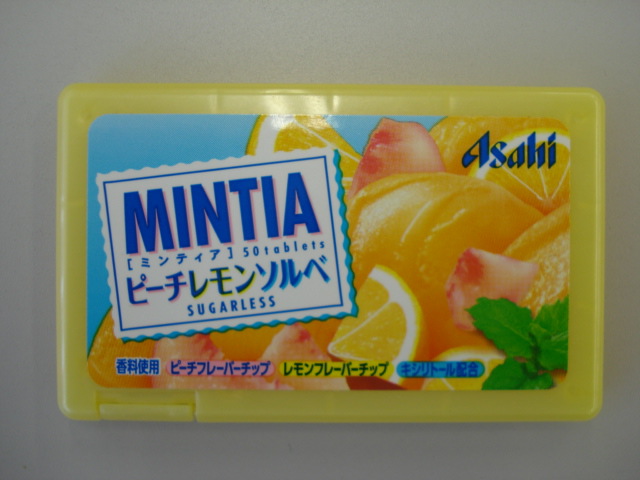 Asahi
MINTIA
[ミンティア] 50tablets
ピーチレモンソルベ
SUGARLESS
香料使用 ピーチフレーバーチップ レモンフレーバーチップ キシリトール配合